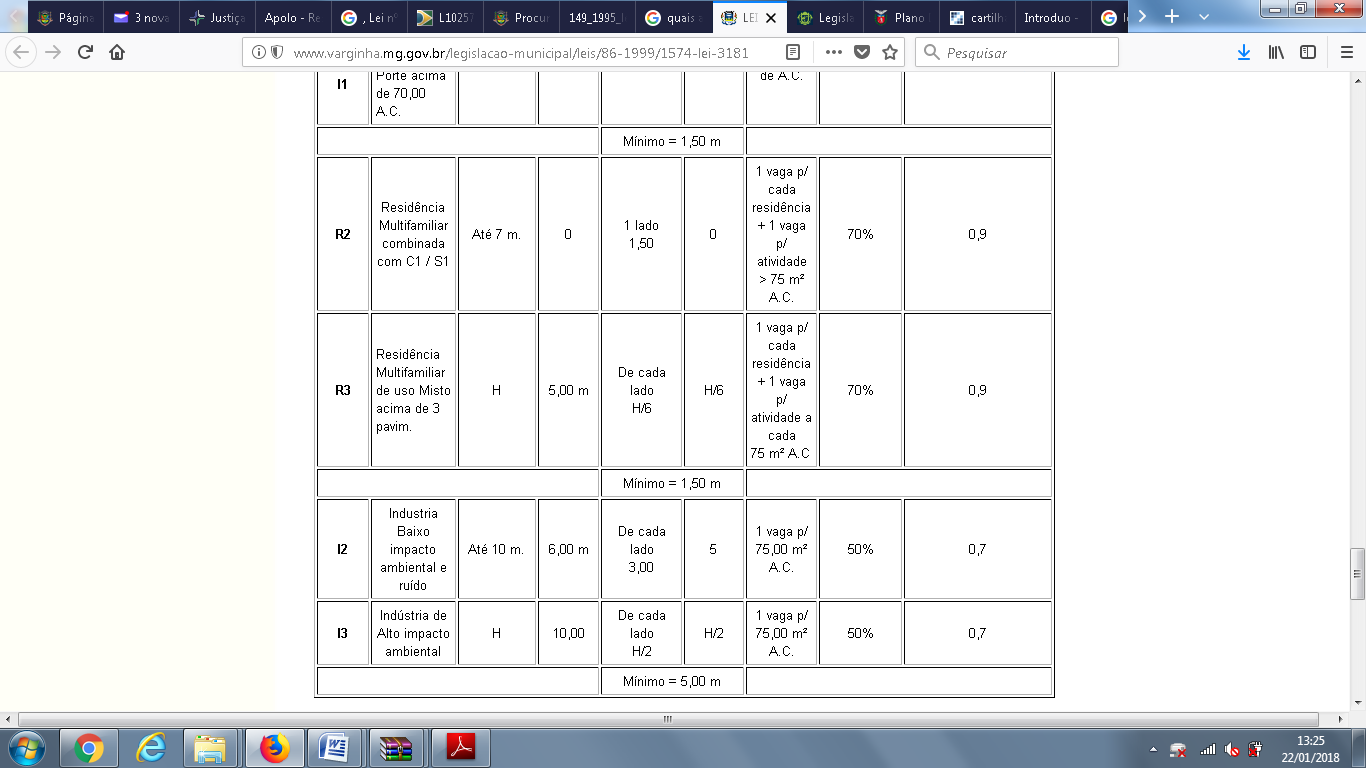 Página
3 nova
Justiça
Apolo - Re
, Lei nº
L10257
Procur
149_1995_
quais a
LEI
Legisla
Plano
cartilh
Introduo -
www.varginha.mg.gov.br/legislacao-municipal/leis/86-1999/1574-lei-3181
Pesquisar
I1
Porte acima
de 70,00
A.C.
de A.C.
Mínimo = 1,50 m
R2
Residência
Multifamiliar
combinada
com C1 / S1
Até 7 m.
0
1 lado
1,50
0
1 vaga p/
cada
residência
+ 1 vaga
p/
atividade
> 75 m²
A.C.
70%
0,9
R3
Residência
Multifamiliar
de uso Misto
acima de 3
pavim.
H
5,00 m
De cada
lado
H/6
H/6
1 vaga p/
cada
residência
+ 1 vaga
p/
atividade a
cada
75 m² A.C
70%
0,9
Mínimo = 1,50 m
I2
Industria
Baixo
impacto
ambiental e
ruído
Até 10 m.
6,00 m
De cada
lado
3,00
5
1 vaga p/
75,00 m²
A.C.
50%
0,7
I3
Indústria de
Alto impacto
ambiental
H
10,00
De cada
lado
H/2
H/2
1 vaga p/
75,00 m²
A.C.
50%
0,7
Mínimo = 5,00 m
13:25
22/01/2018